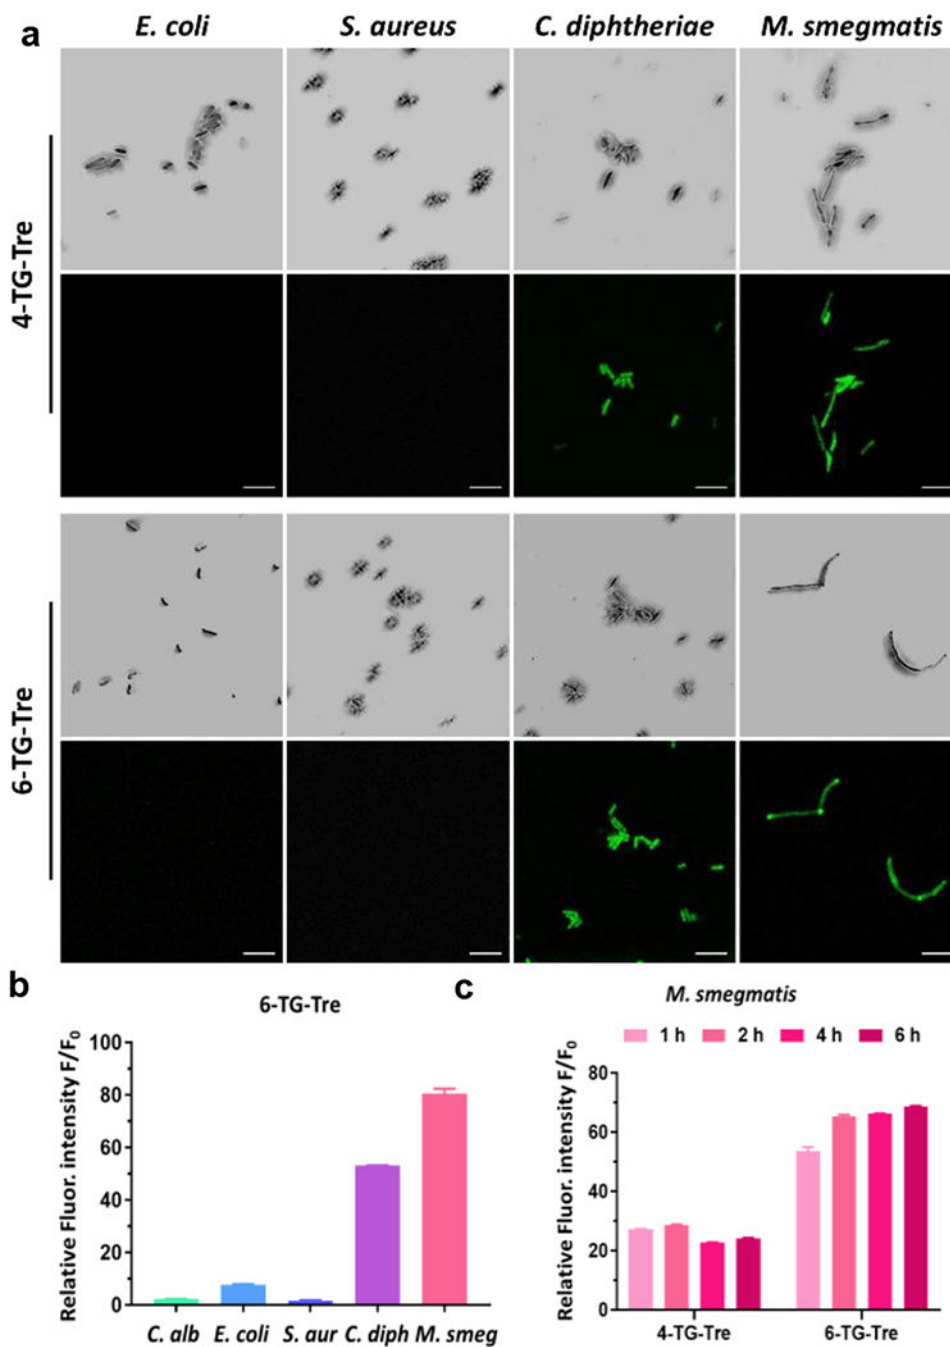 a
E. coli S. aureus C. diphtheriae M. smegmatis
4-TG-Tre
6-TG-Tre
b
6-TG-Tre
Relative Fluor. intensity F/F0
100
80
60
40
20
0
C. alb E. coli S. aur C. diph M. smeg
c
M. smegmatis
1 h 2 h 4 h 6 h
Relative Fluor. intensity F/F0
80
60
40
20
0
4-TG-Tre 6-TG-Tre